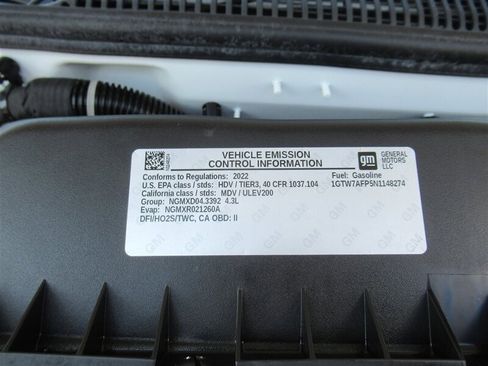 VEHICLE EMISSION
CONTROL INFORMATION
gm
GENERAL
MOTORS
LLC
Conforms to Regulations: 2022
Fuel: Gasoline
U.S. EPA class / stds: HDV / TIER3, 40 CFR 1037.104
1GTW7AFP5N1148274
California class / stds: MDV / ULEV200
Group: NGMXD04.3392 4.3L
Evap: NGMXR021260A
DFI/HO2S/TWC, CA OBD: II